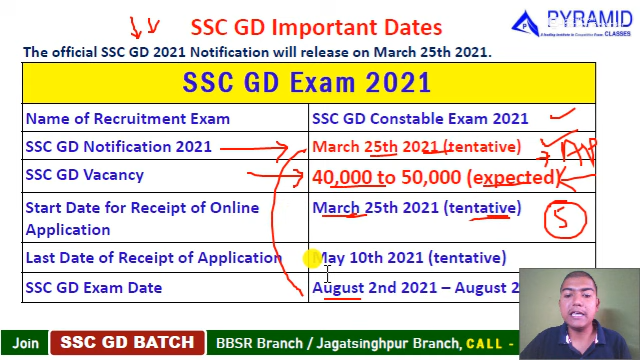 SSC GD Important Dates
PYRAMID
CLASSES
The official SSC GD 2021 Notification will release on March 25th 2021.
SSC GD Exam 2021
Name of Recruitment Exam SSC GD Constable Exam 2021
SSC GD Notification 2021 March 25th 2021 (tentative)
SSC GD Vacancy 40,000 to 50,000 (expected)
Start Date for Receipt of Online Application March 25th 2021 (tentative)
5
Last Date of Receipt of Application May 10th 2021 (tentative)
SSC GD Exam Date August 2nd 2021 – August 2
Join SSC GD BATCH BBSR Branch / Jagatsinghpur Branch, CALL -